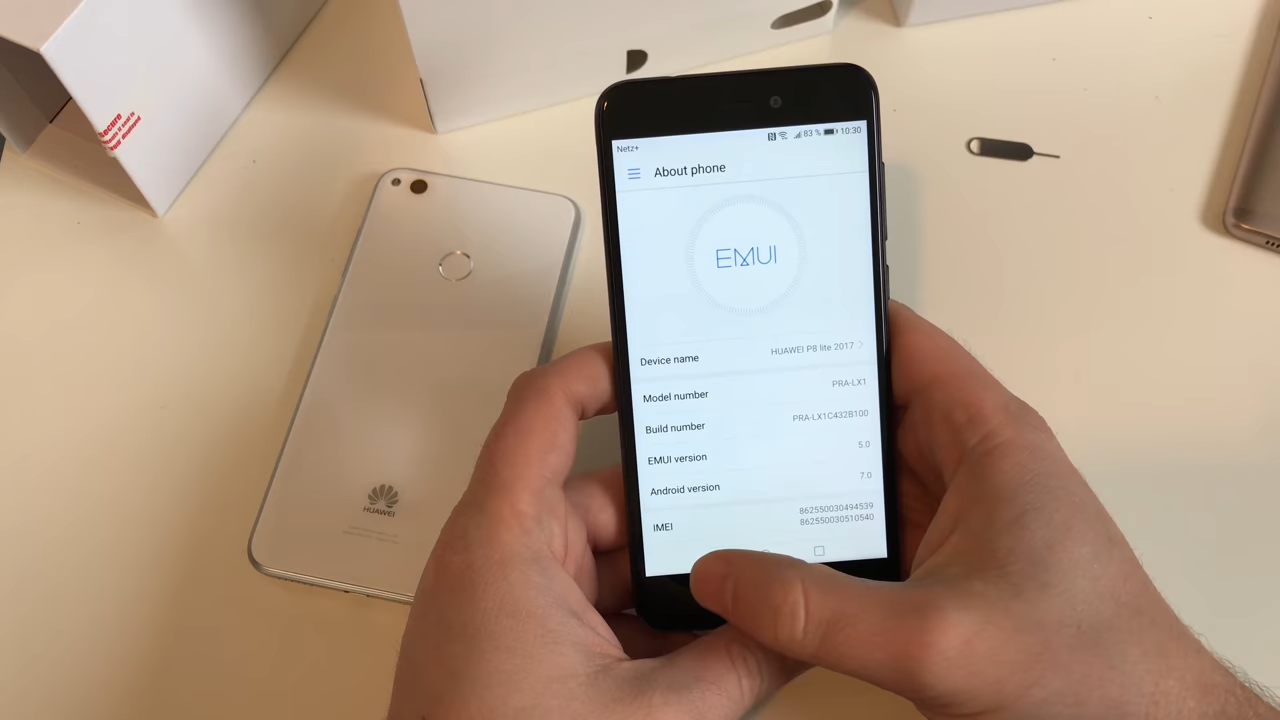 Netz+
83 %
10:30
About phone
EMUI
Device name
HUAWEI P8 lite 2017
Model number
PRA-LX1
Build number
PRA-LX1C432B100
EMUI version
5.0
Android version
7.0
IMEI
862550030494539
862550030510540
HUAWEI